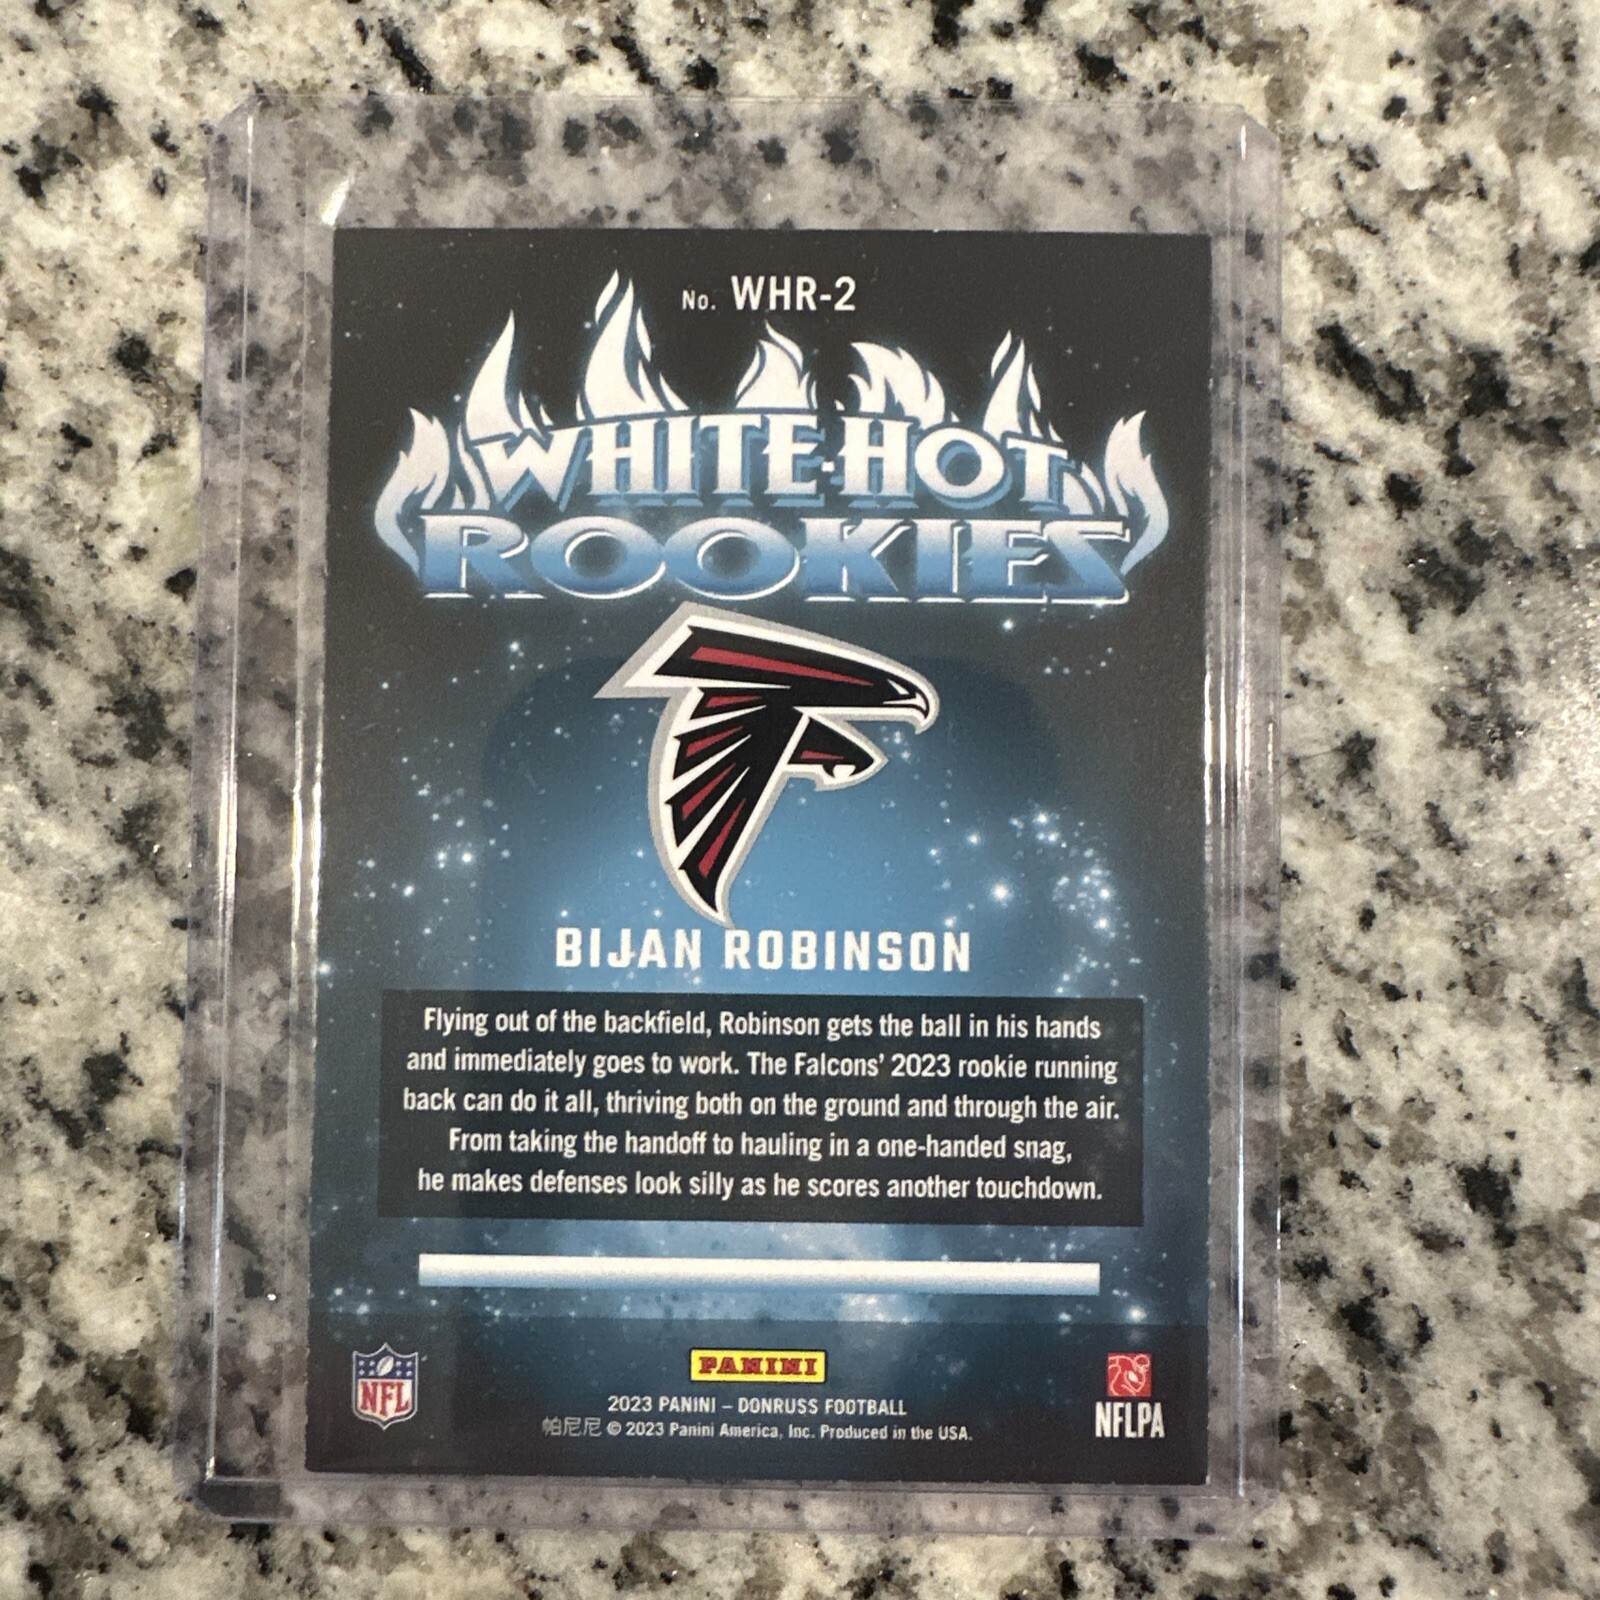 No. WHR-2
WHITE-HOT
ROOKIES
BIJAN ROBINSON
Flying out of the backfield, Robinson gets the ball in his hands
and immediately goes to work. The Falcons' 2023 rookie running
back can do it all, thriving both on the ground and through the air.
From taking the handoff to hauling in a one-handed snag,
he makes defenses look silly as he scores another touchdown.
NFL
PANINI
NFLPA
2023 PANINI – DONRUSS FOOTBALL
帕尼尼 © 2023 Panini America, Inc. Produced in the USA.